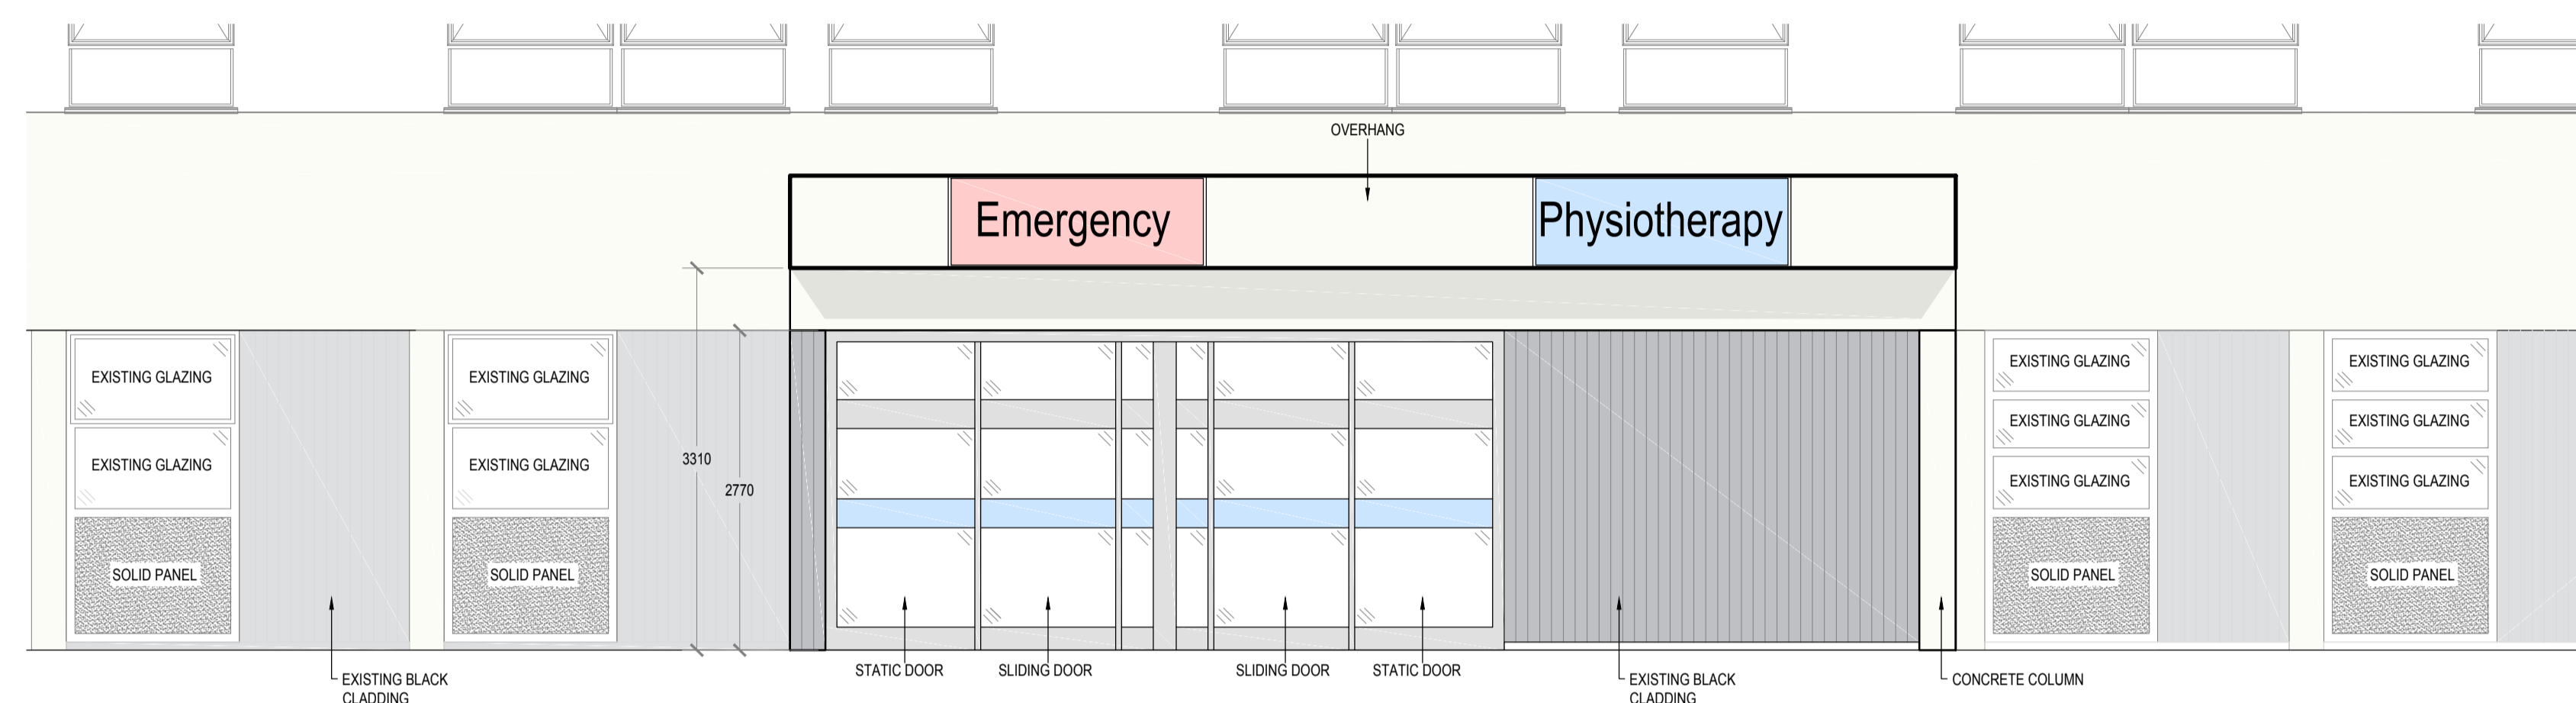 OVERHANG
Emergency
Physiotherapy
EXISTING GLAZING
EXISTING GLAZING
EXISTING GLAZING
EXISTING GLAZING
EXISTING GLAZING
EXISTING GLAZING
EXISTING GLAZING
EXISTING GLAZING
3310
EXISTING GLAZING
EXISTING GLAZING
2770
SOLID PANEL
SOLID PANEL
SOLID PANEL
SOLID PANEL
STATIC DOOR
SLIDING DOOR
SLIDING DOOR
STATIC DOOR
EXISTING BLACK
CLADDING
EXISTING BLACK
CLADDING
CONCRETE COLUMN